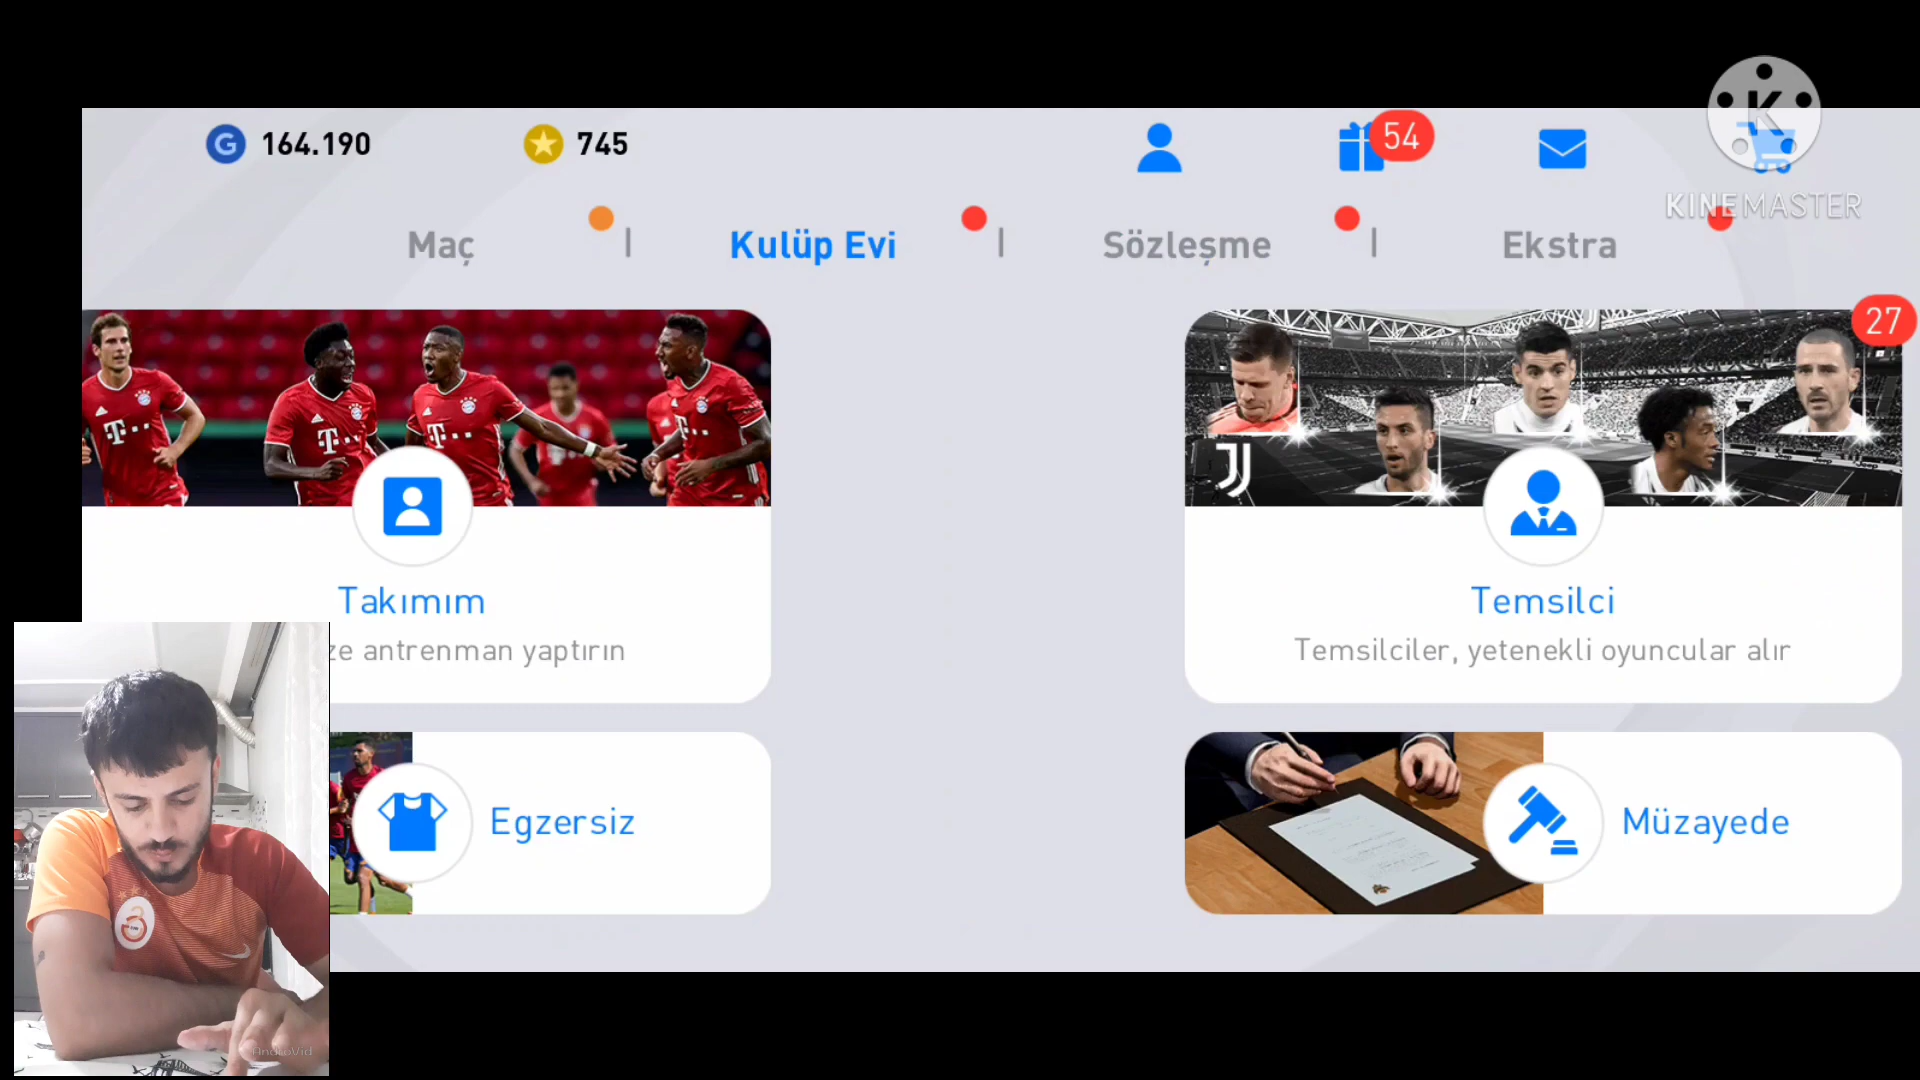 G 164.190
745
54
KINEMASTER
Maç | Kulüp Evi | Sözleşme | Ekstra
27
Takımım
ze antrenman yaptırın
Temsilci
Temsilciler, yetenekli oyuncular alır
Egzersiz
Müzayede
AndroVid